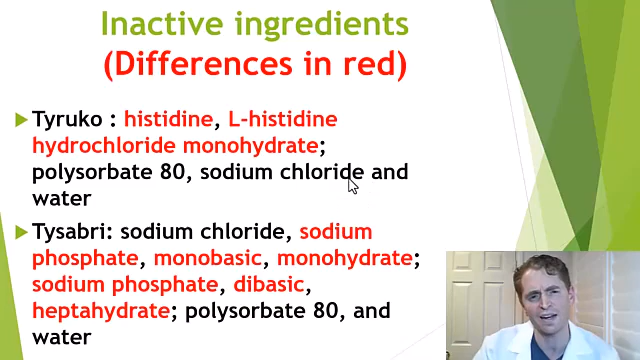 Inactive ingredients
(Differences in red)
Tyruko : histidine, L-histidine
hydrochloride monohydrate;
polysorbate 80, sodium chloride and
water
Tysabri: sodium chloride, sodium
phosphate, monobasic, monohydrate;
sodium phosphate, dibasic,
heptahydrate; polysorbate 80, and
water